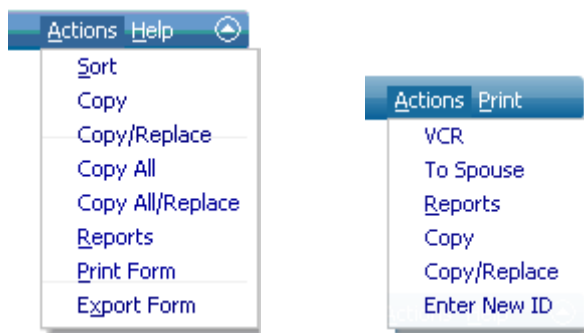 Actions Help
Sort
Copy
Copy/Replace
Copy All
Copy All/Replace
Reports
Print Form
Export Form
Actions Print
VCR
To Spouse
Reports
Copy
Copy/Replace
Enter New ID